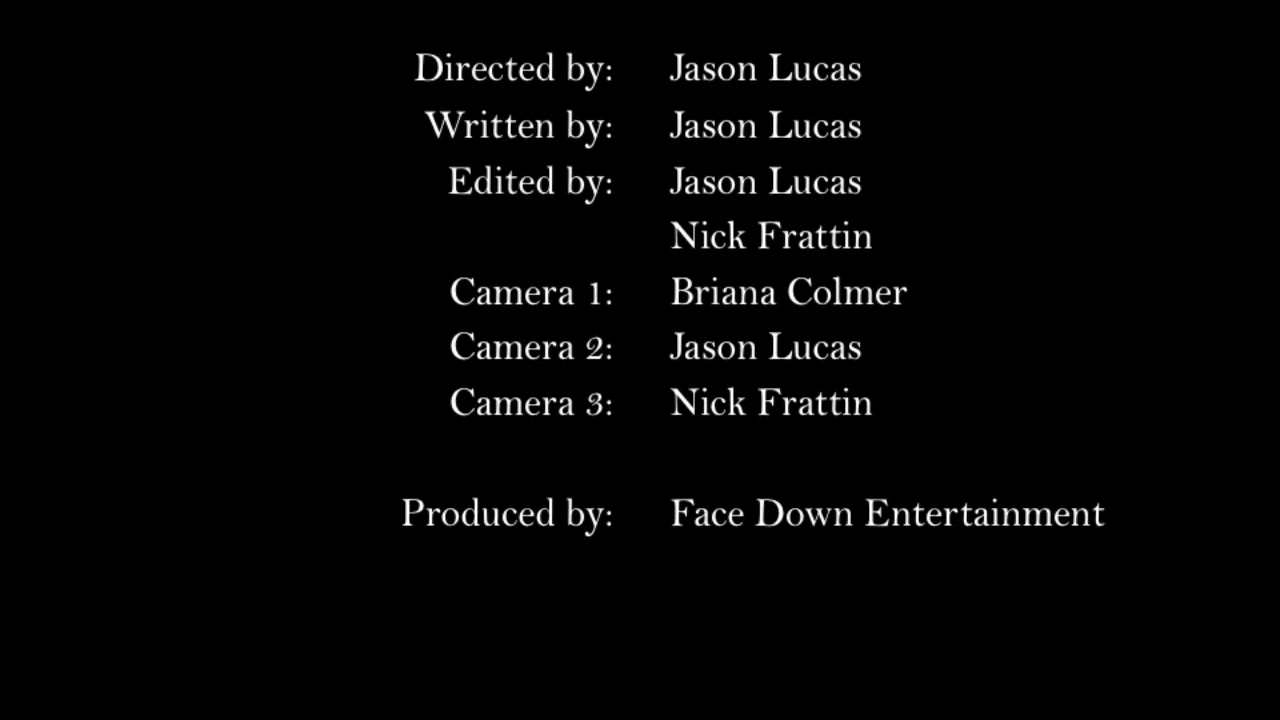 Directed by: Jason Lucas
Written by: Jason Lucas
Edited by: Jason Lucas
Nick Frattin
Camera 1: Briana Colmer
Camera 2: Jason Lucas
Camera 3: Nick Frattin
Produced by: Face Down Entertainment